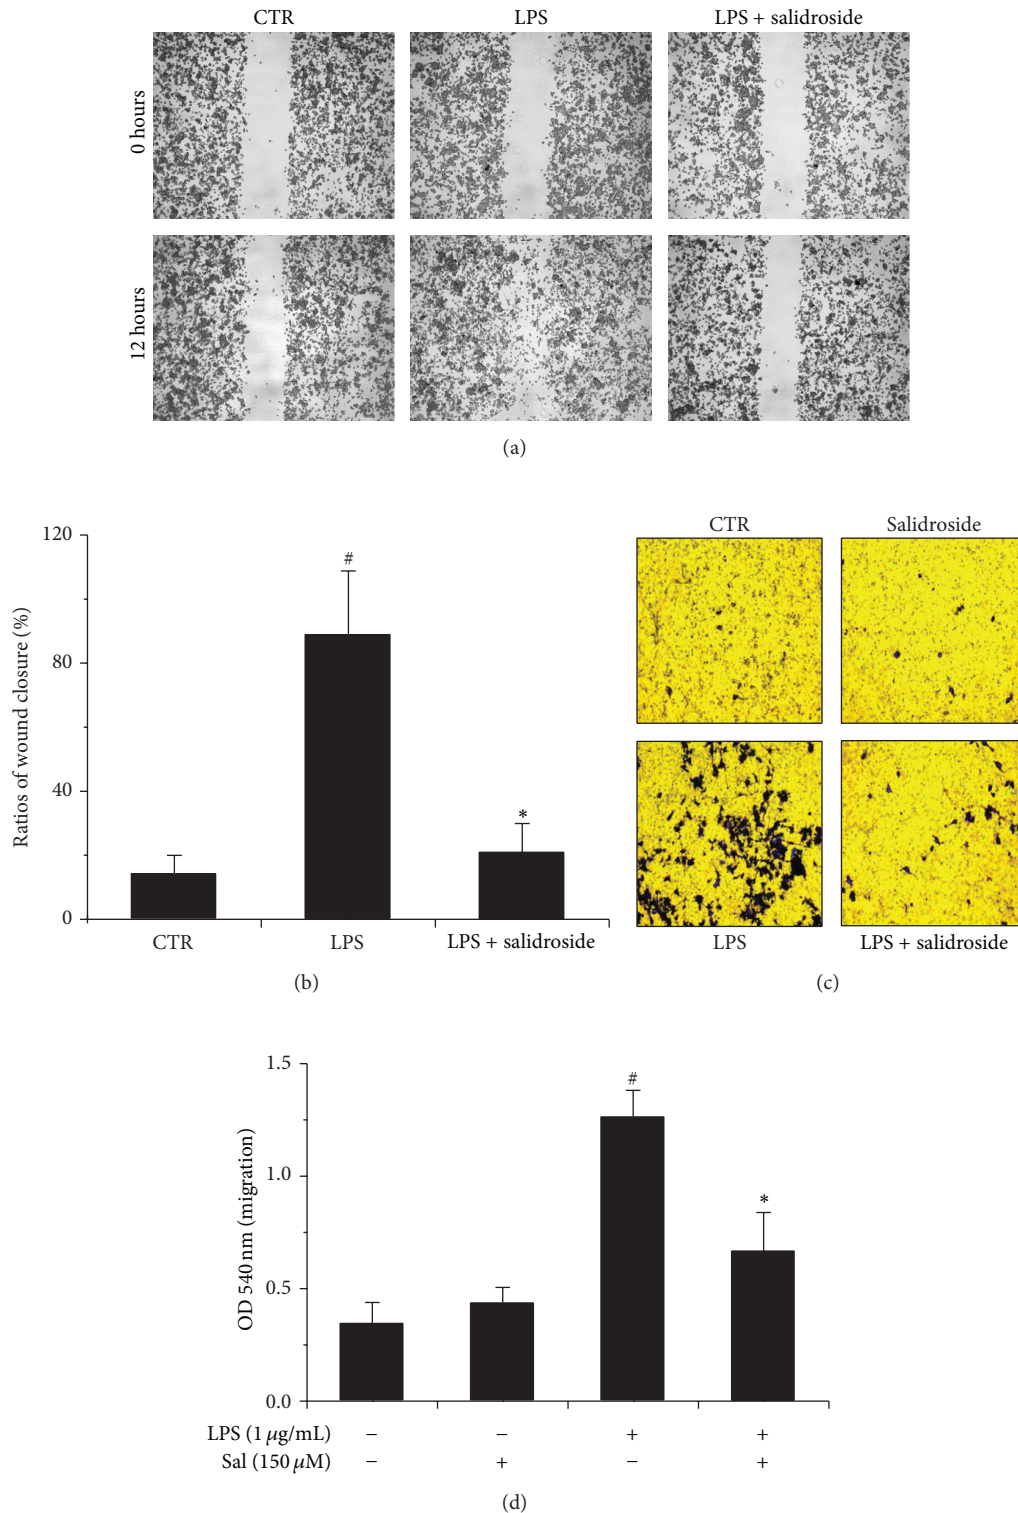 CTR LPS LPS + salidroside
0 hours
12 hours
(a)
Ratios of wound closure (%)
120
80
40
0
#
*
CTR LPS LPS + salidroside
(b)
CTR Salidroside
LPS LPS + salidroside
(c)
OD 540 nm (migration)
1.5
1.0
0.5
0.0
#
*
LPS (1 μg/mL) − − + +
Sal (150 μM) − + − +
(d)